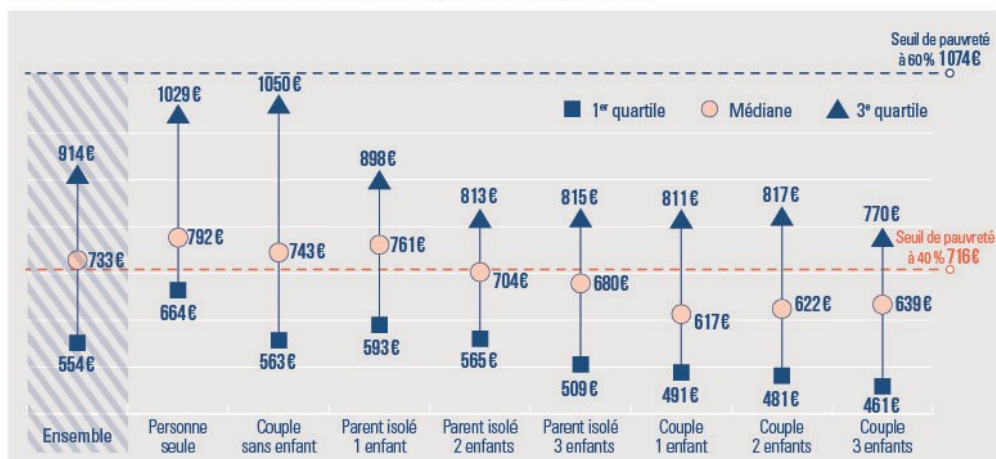 Seuil de pauvreté
à 60 % 1074 €
1er quartile
Médiane
3e quartile
1029 €
1050 €
914 €
898 €
813 €
815 €
811 €
817 €
770 €
Seuil de pauvreté
à 40 % 716 €
733 €
792 €
743 €
761 €
704 €
680 €
617 €
622 €
639 €
554 €
664 €
563 €
593 €
565 €
509 €
491 €
481 €
461 €
Ensemble
Personne
seule
Couple
sans enfant
Parent isolé
1 enfant
Parent isolé
2 enfants
Parent isolé
3 enfants
Couple
1 enfant
Couple
2 enfants
Couple
3 enfants